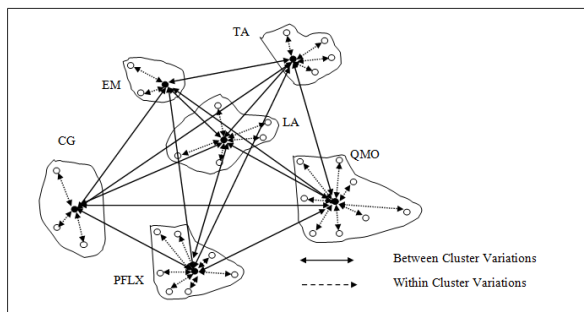 TA
EM
LA
CG
QMO
PFLX
Between Cluster Variations
Within Cluster Variations